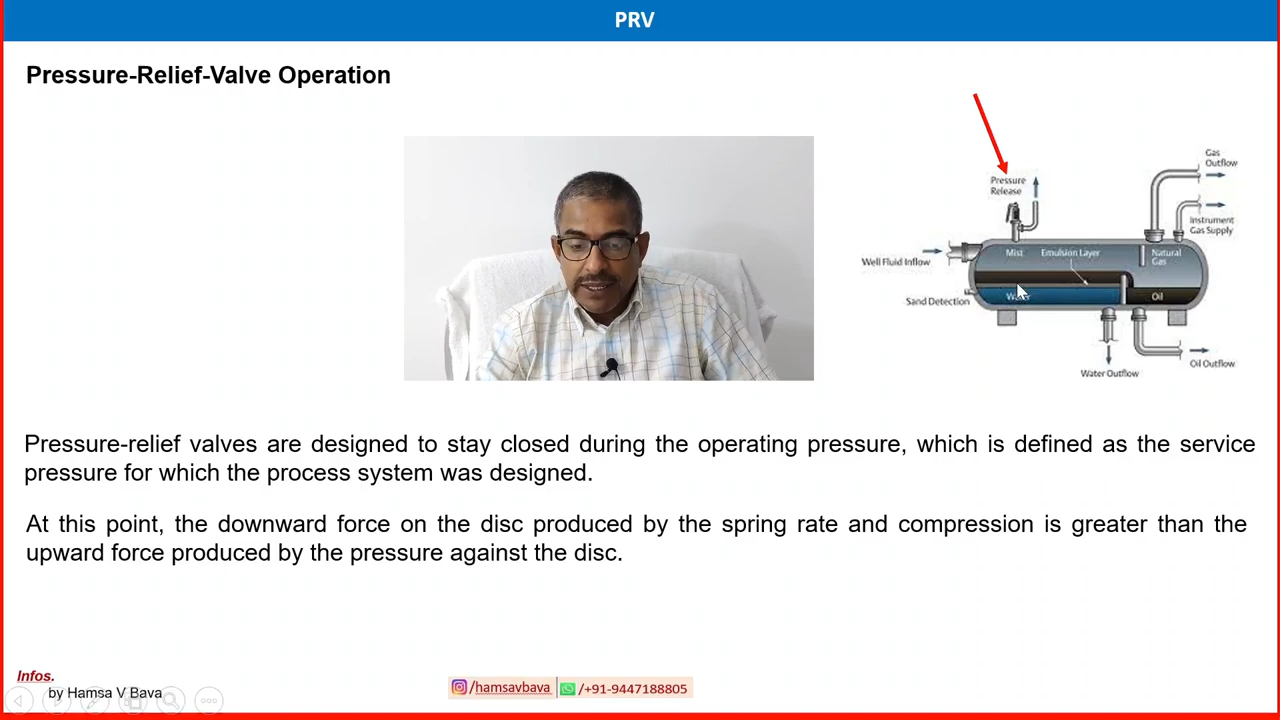 PRV
Pressure-Relief-Valve Operation
Pressure
Release
Gas
Outflow
Instrument
Gas Supply
Well Fluid Inflow
Mist
Emulsion Layer
Natural
Gas
Sand Detection
Water
Oil
Water Outflow
Oil Outflow
Pressure-relief valves are designed to stay closed during the operating pressure, which is defined as the service
pressure for which the process system was designed.
At this point, the downward force on the disc produced by the spring rate and compression is greater than the
upward force produced by the pressure against the disc.
Infos.
by Hamsa V Bava
/hamsavbava
/+91-9447188805